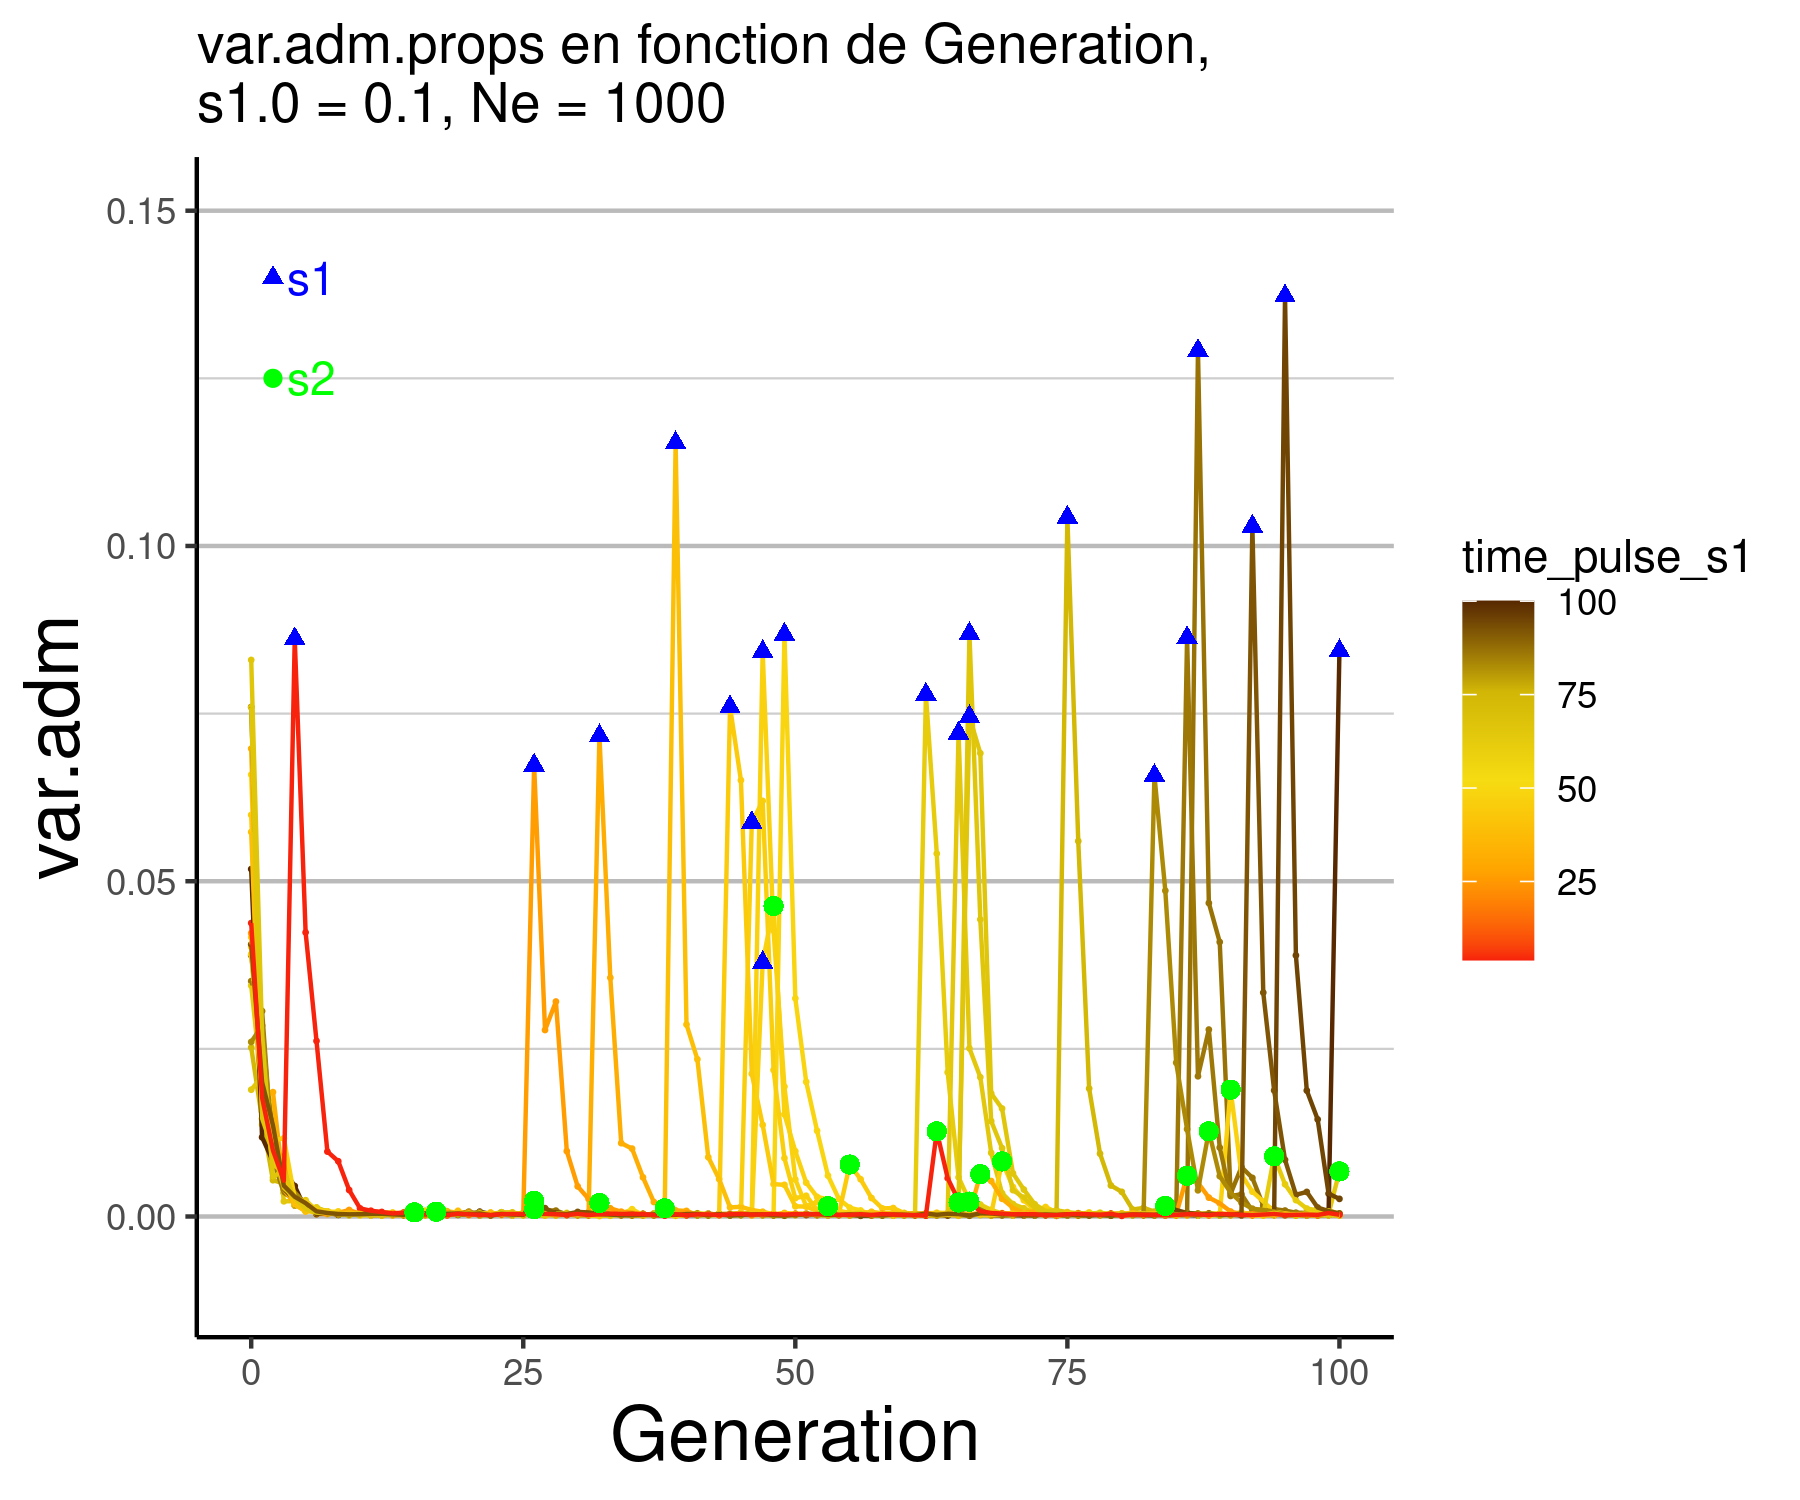 var.adm.props en fonction de Generation,
s1.0 = 0.1, Ne = 1000
0.15
s1
s2
0.10
0.05
0.00
var.adm
0 25 50 75 100
Generation
time_pulse_s1
100
75
50
25